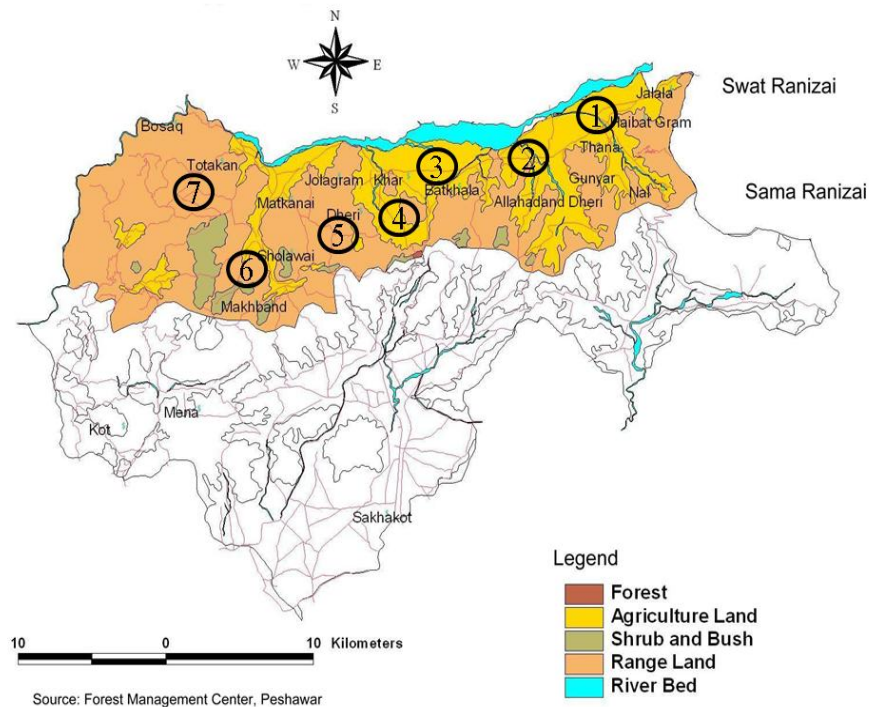 N
W E
S
Swat Ranizai
Jalala
1
Haibat Gram
Bosaq
Thana
2
3
Totakan
Gunyar
Jolagram
Khar
Batkhala
7
Nal
Sama Ranizai
Matkanai
Allahadand Dheri
Dheri
4
5
Gholawai
6
Makhband
Mena
Kot
Sakhakot
Legend
Forest
Agriculture Land
Shrub and Bush
Range Land
River Bed
10 0 10 Kilometers
Source: Forest Management Center, Peshawar